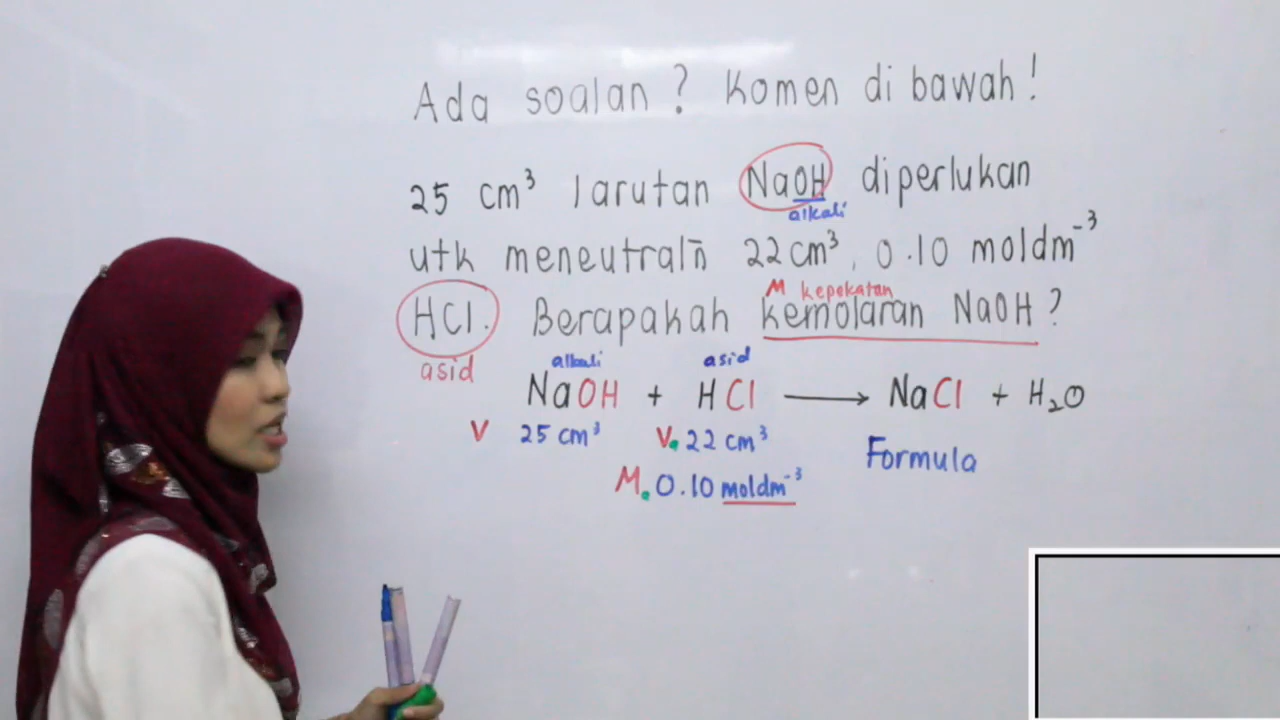 Ada soalan? Komen di bawah!
25 cm³ larutan NaOH diperlukan
alkali
utk meneutralñ 22 cm³, 0.10 moldm⁻³
M kepekatan
HCl. Berapakah kemolaran NaOH?
asid
alkali asid
NaOH + HCl → NaCl + H₂O
V 25 cm³ V. 22 cm³ Formula
M. 0.10 moldm⁻³